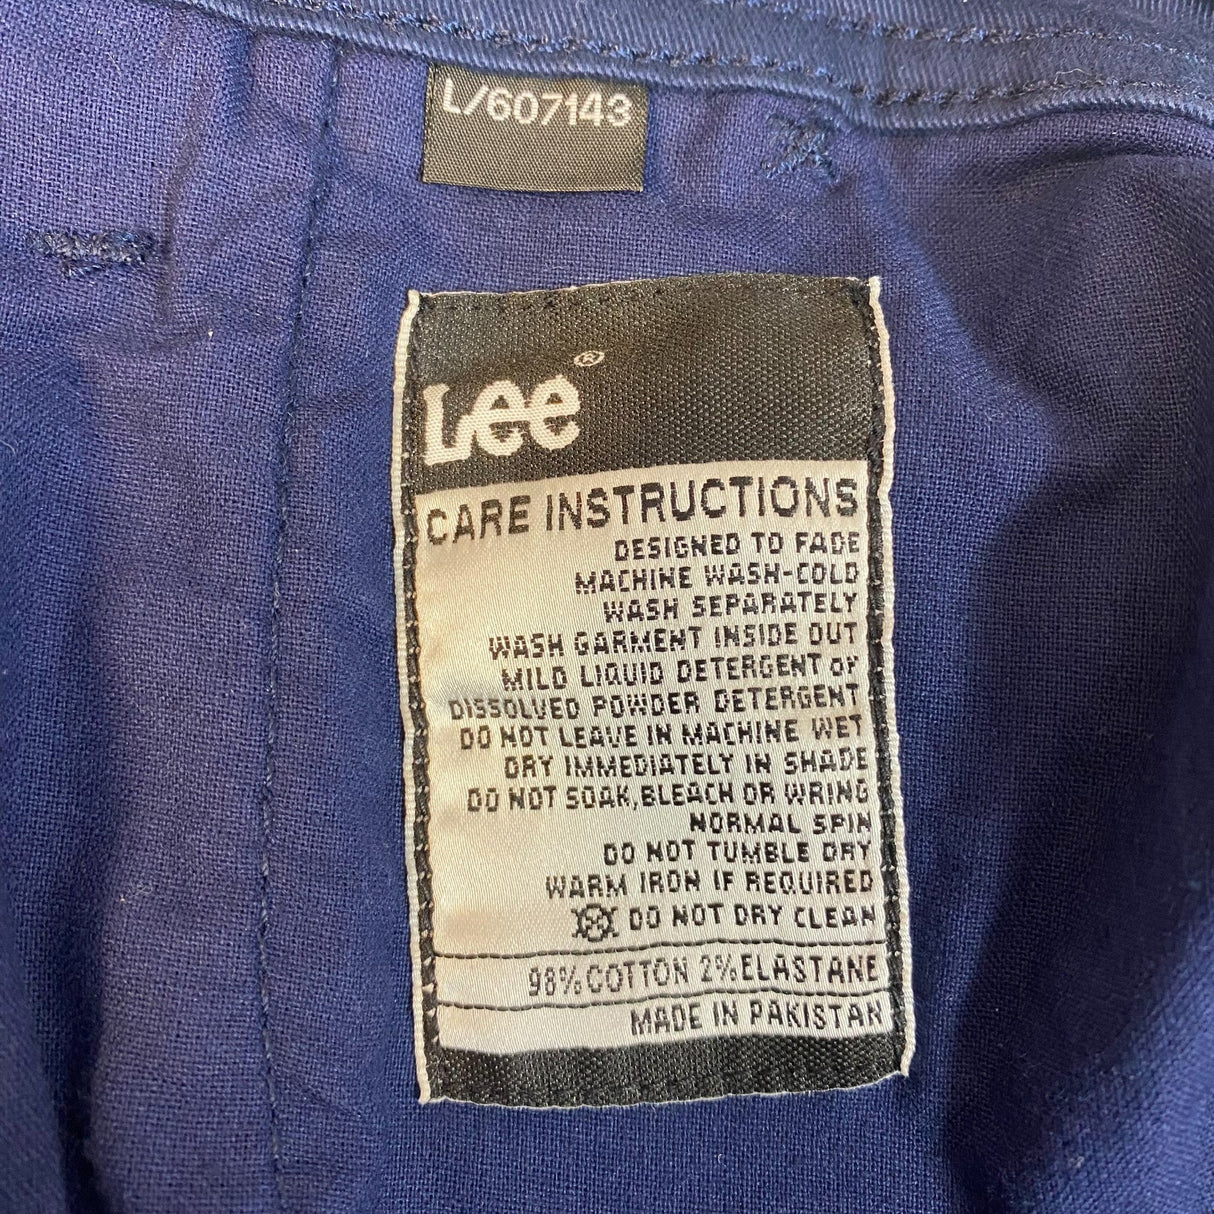 L/607143
Lee®
CARE INSTRUCTIONS
DESIGNED TO FADE
MACHINE WASH-COLD
WASH SEPARATELY
WASH GARMENT INSIDE OUT
MILD LIQUID DETERGENT or
DISSOLVED POWDER DETERGENT
DO NOT LEAVE IN MACHINE WET
DRY IMMEDIATELY IN SHADE
DO NOT SOAK,BLEACH OR WRING
NORMAL SPIN
DO NOT TUMBLE DRY
WARM IRON IF REQUIRED
DO NOT DRY CLEAN
98% COTTON 2% ELASTANE
MADE IN PAKISTAN